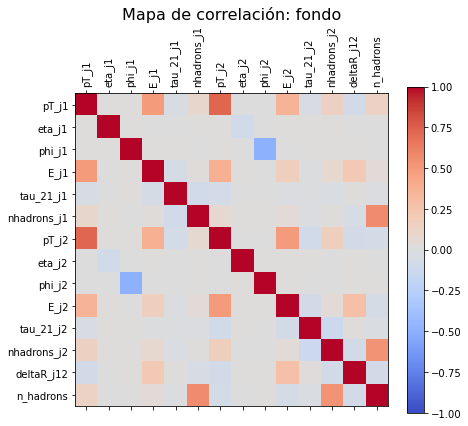 Mapa de correlación: fondo
pT_j1
eta_j1
phi_j1
E_j1
tau_21_j1
nhadrons_j1
pT_j2
eta_j2
phi_j2
E_j2
tau_21_j2
nhadrons_j2
deltaR_j12
n_hadrons
pT_j1
eta_j1
phi_j1
E_j1
tau_21_j1
nhadrons_j1
pT_j2
eta_j2
phi_j2
E_j2
tau_21_j2
nhadrons_j2
deltaR_j12
n_hadrons
1.00
0.75
0.50
0.25
0.00
−0.25
−0.50
−0.75
−1.00